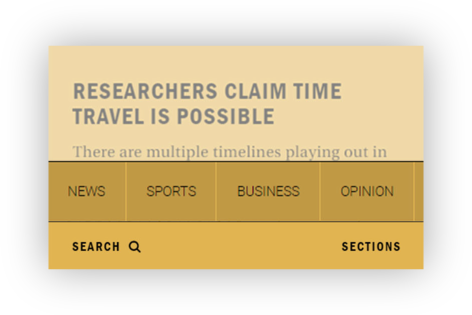 RESEARCHERS CLAIM TIME
TRAVEL IS POSSIBLE
There are multiple timelines playing out in
NEWS SPORTS BUSINESS OPINION
SEARCH SECTIONS